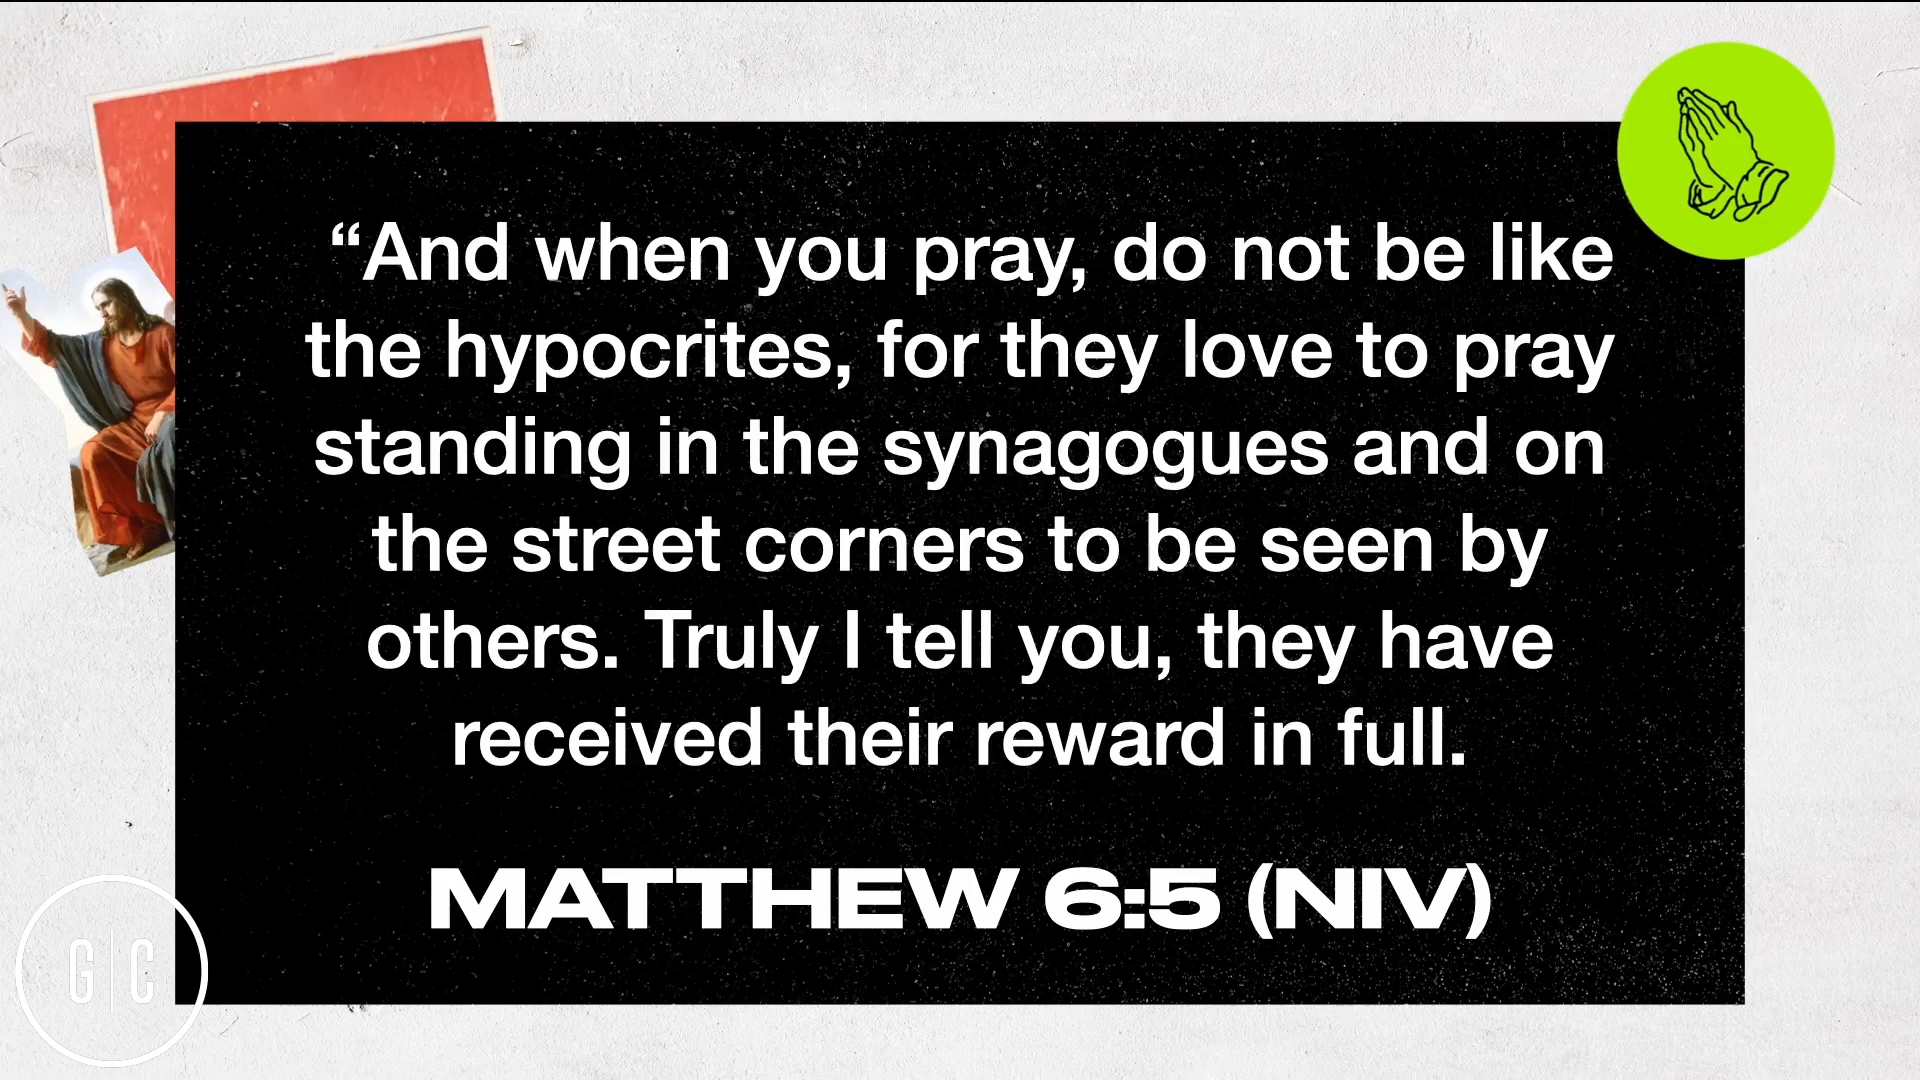 “And when you pray, do not be like
the hypocrites, for they love to pray
standing in the synagogues and on
the street corners to be seen by
others. Truly I tell you, they have
received their reward in full.
MATTHEW 6:5 (NIV)
G|C